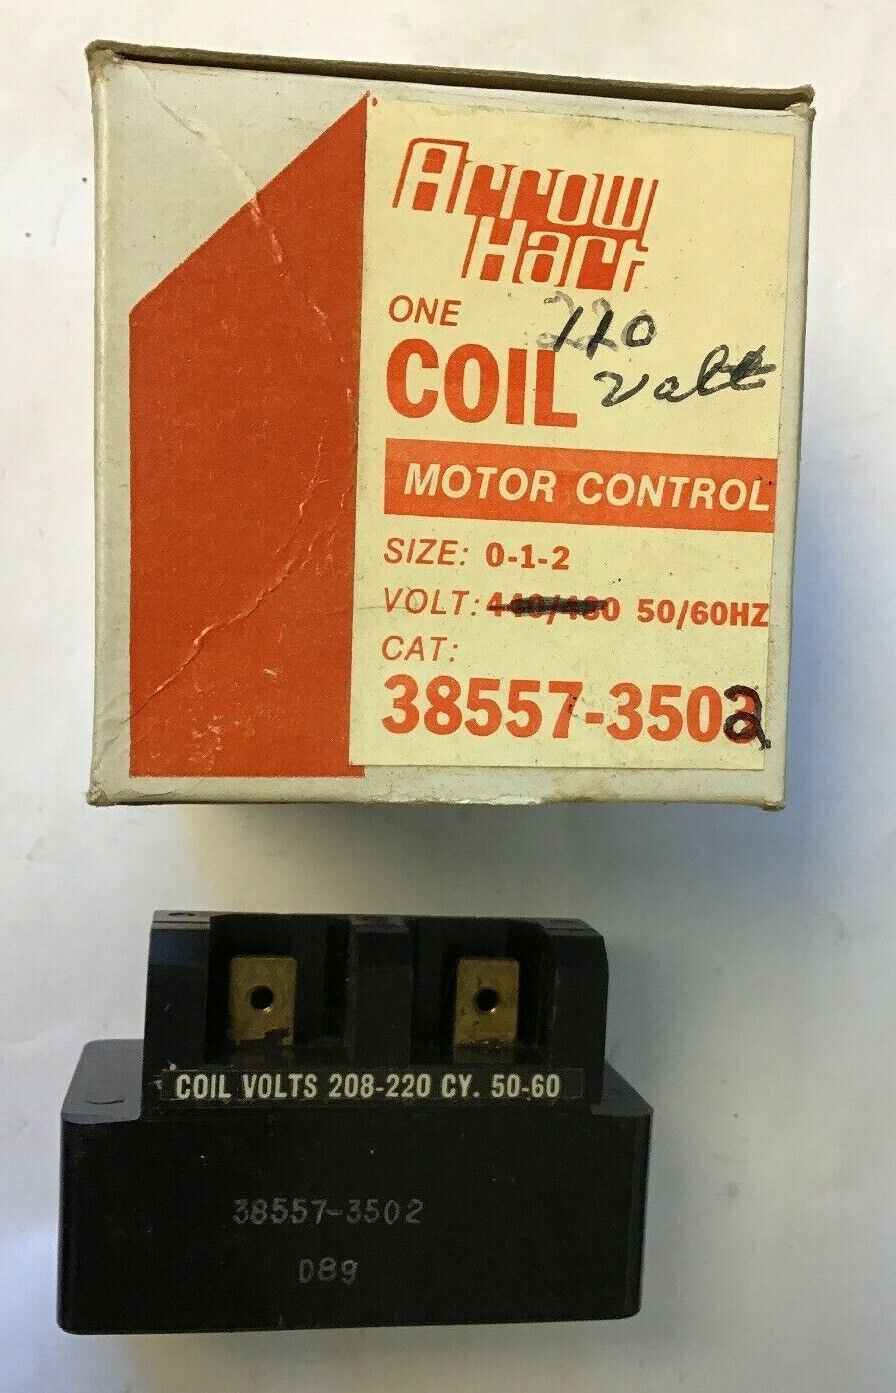 Arrow
Hart
ONE
110
COIL Volt
MOTOR CONTROL
SIZE: 0-1-2
VOLT: 440/480 50/60HZ
CAT:
38557-3502
COIL VOLTS 208-220 CY. 50-60
38557-3502
D89